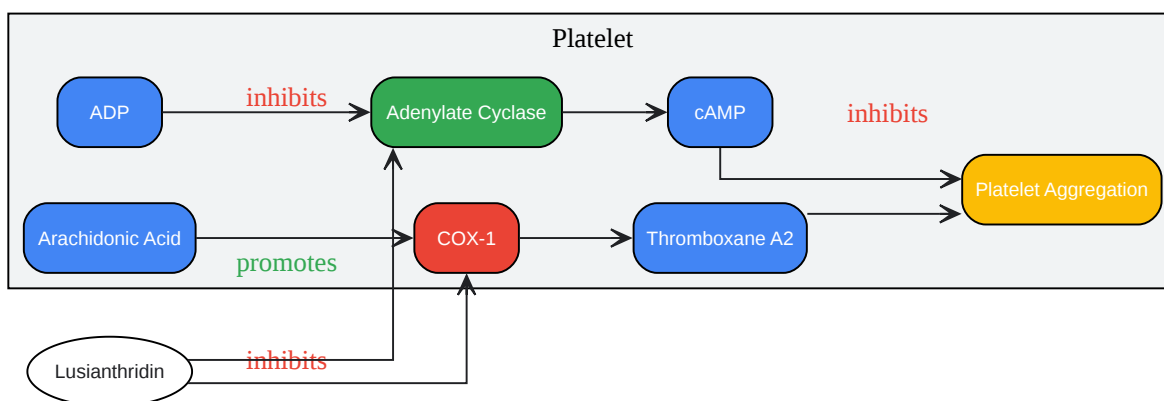 Platelet
ADP
inhibits
Adenylate Cyclase
cAMP
inhibits
Platelet Aggregation
Arachidonic Acid
COX-1
Thromboxane A2
promotes
inhibits
Lusianthridin